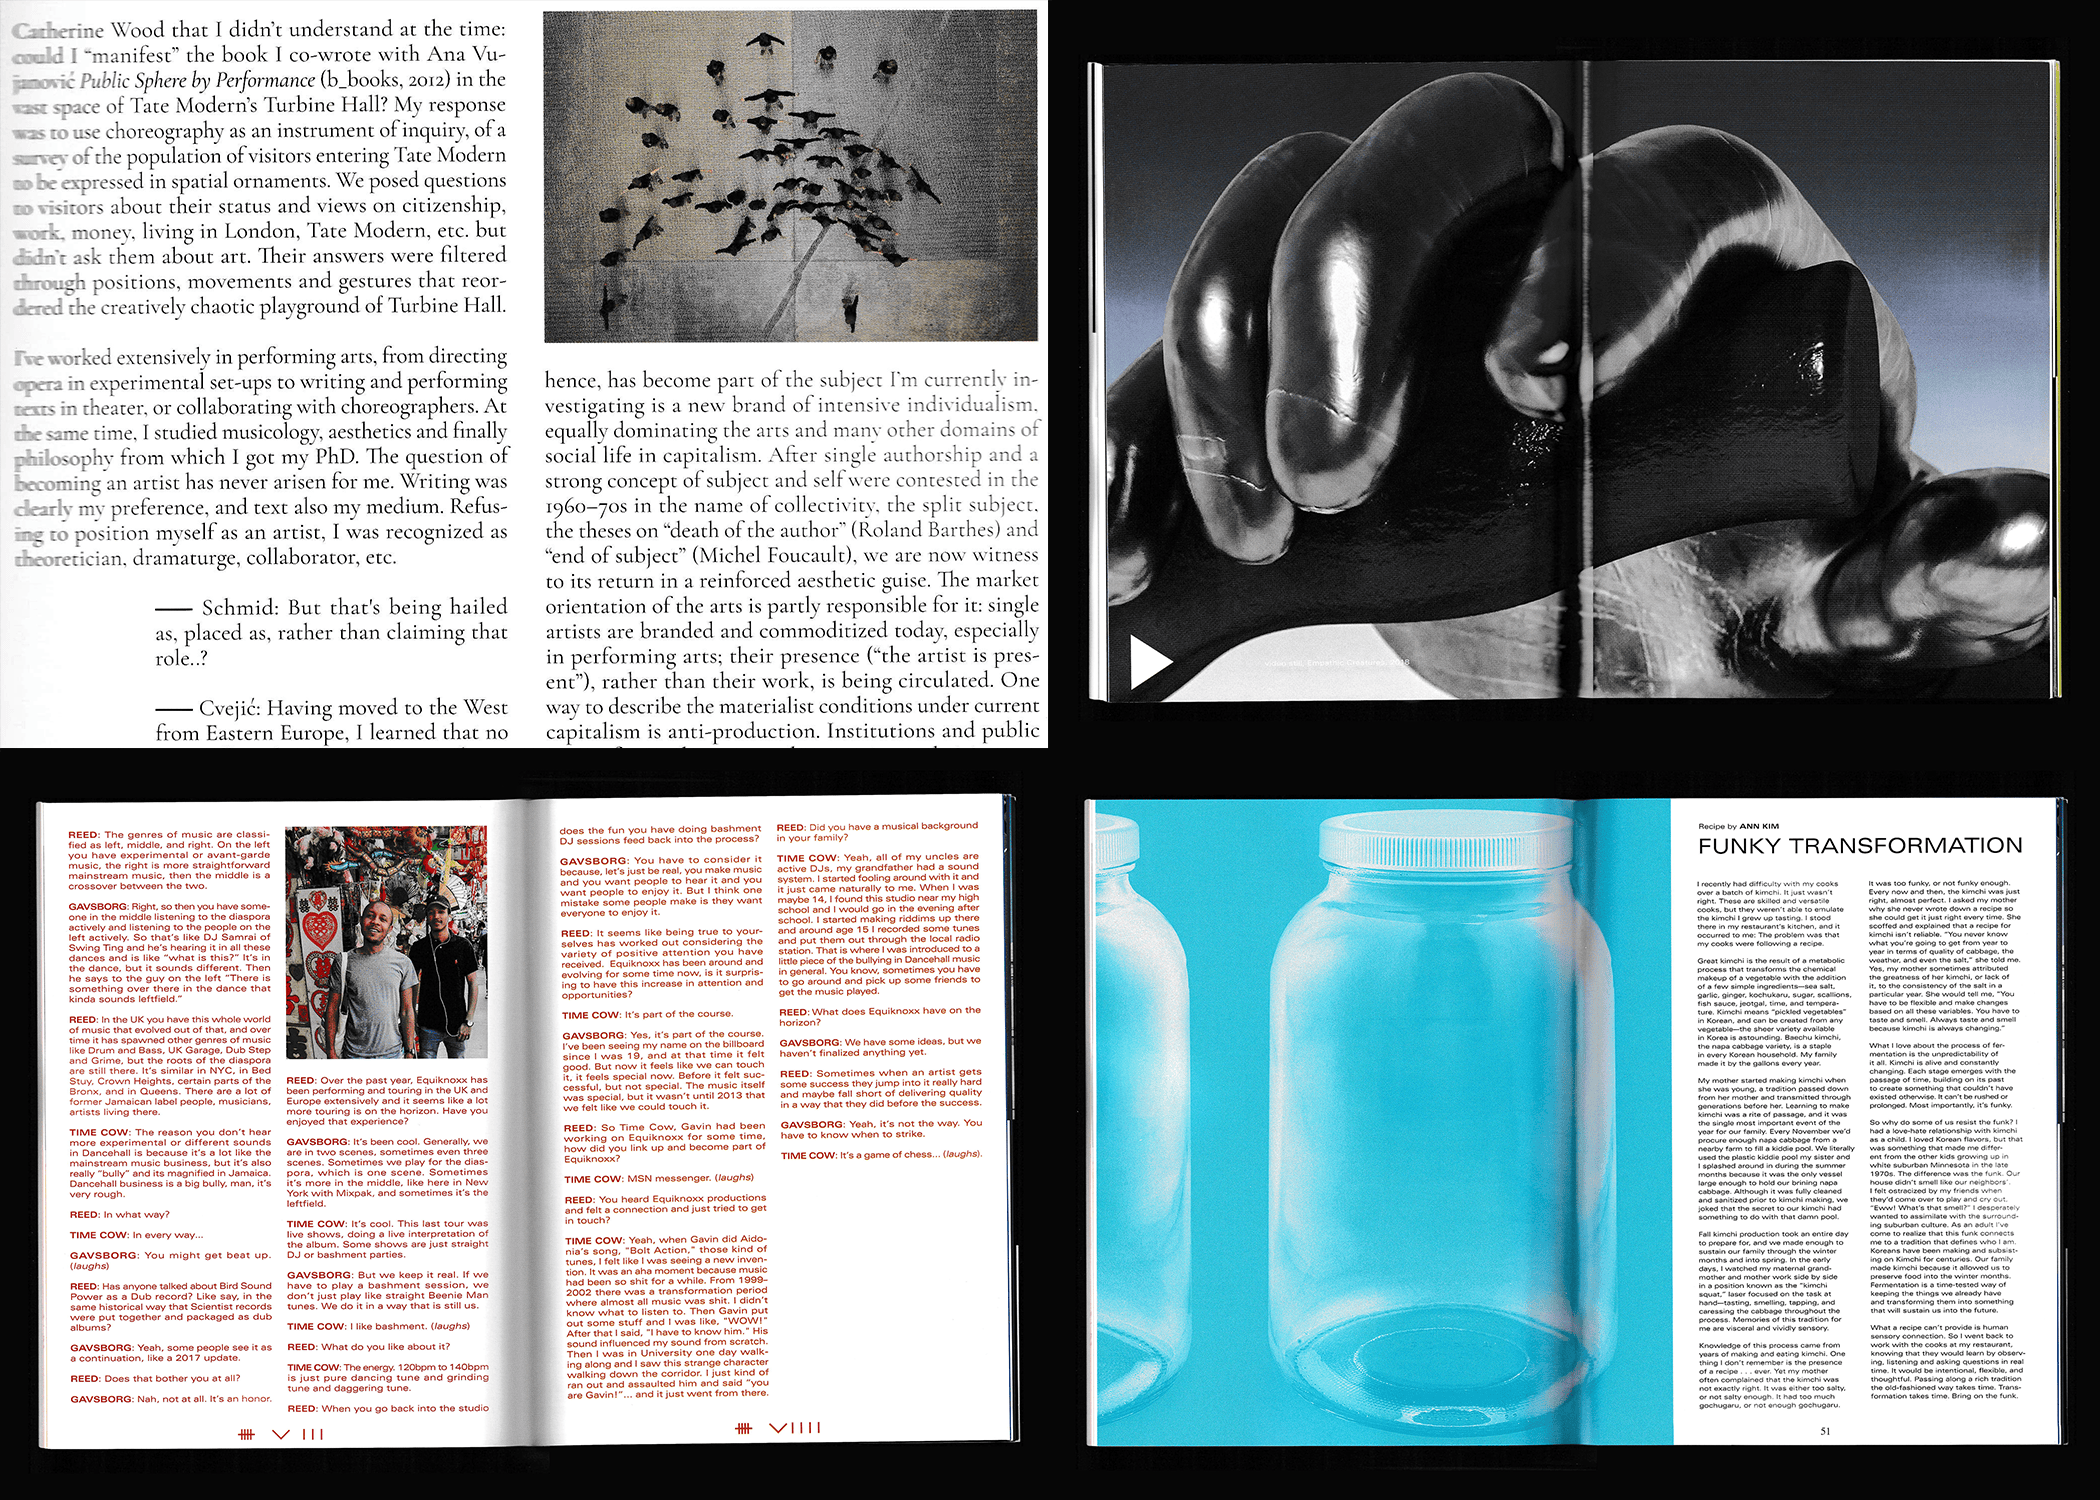 Catherine Wood that I didn't understand at the time:
could I “manifest” the book I co-wrote with Ana Vu-
janović Public Sphere by Performance (b_books, 2012) in the
vast space of Tate Modern's Turbine Hall? My response
was to use choreography as an instrument of inquiry, of a
survey of the population of visitors entering Tate Modern
to be expressed in spatial ornaments. We posed questions
to visitors about their status and views on citizenship,
work, money, living in London, Tate Modern, etc. but
didn't ask them about art. Their answers were filtered
through positions, movements and gestures that reor-
dered the creatively chaotic playground of Turbine Hall.
I've worked extensively in performing arts, from directing
opera in experimental set-ups to writing and performing
texts in theater, or collaborating with choreographers. At
the same time, I studied musicology, aesthetics and finally
philosophy from which I got my PhD. The question of
becoming an artist has never arisen for me. Writing was
clearly my preference, and text also my medium. Refus-
ing to position myself as an artist, I was recognized as
theoretician, dramaturge, collaborator, etc.
—— Schmid: But that's being hailed
as, placed as, rather than claiming that
role..?
—— Cvejić: Having moved to the West
from Eastern Europe, I learned that no
hence, has become part of the subject I'm currently in-
vestigating is a new brand of intensive individualism,
equally dominating the arts and many other domains of
social life in capitalism. After single authorship and a
strong concept of subject and self were contested in the
1960–70s in the name of collectivity, the split subject,
the theses on “death of the author” (Roland Barthes) and
“end of subject” (Michel Foucault), we are now witness
to its return in a reinforced aesthetic guise. The market
orientation of the arts is partly responsible for it: single
artists are branded and commoditized today, especially
in performing arts; their presence (“the artist is pres-
ent”), rather than their work, is being circulated. One
way to describe the materialist conditions under current
capitalism is anti-production. Institutions and public
Empathic Creatures, 2018
REED: The genres of music are classi-
fied as left, middle, and right. On the left
you have experimental or avant-garde
music, the right is more straightforward
mainstream music, then the middle is a
crossover between the two.
GAVSBORG: Right, so then you have some-
one in the middle listening to the diaspora
actively and listening to the people on the
left actively. So that's like DJ Samrai of
Swing Ting and he's hearing it in all these
dances and is like “what is this?” It's in
the dance, but it sounds different. Then
he says to the guy on the left “There is
something over there in the dance that
kinda sounds leftfield.”
REED: In the UK you have this whole world
of music that evolved out of that, and over
time it has spawned other genres of music
like Drum and Bass, UK Garage, Dub Step
and Grime, but the roots of the diaspora
are still there. It's similar in NYC, in Bed
Stuy, Crown Heights, certain parts of the
Bronx, and in Queens. There are a lot of
former Jamaican label people, musicians,
artists living there.
TIME COW: The reason you don't hear
more experimental or different sounds
in Dancehall is because it's a lot like the
mainstream music business, but it's also
really “bully” and its magnified in Jamaica.
Dancehall business is a big bully, man, it's
very rough.
REED: In what way?
TIME COW: In every way...
GAVSBORG: You might get beat up.
(laughs)
REED: Has anyone talked about Bird Sound
Power as a Dub record? Like say, in the
same historical way that Scientist records
were put together and packaged as dub
albums?
GAVSBORG: Yeah, some people see it as
a continuation, like a 2017 update.
REED: Does that bother you at all?
GAVSBORG: Nah, not at all. It's an honor.
REED: Over the past year, Equiknoxx has
been performing and touring in the UK and
Europe extensively and it seems like a lot
more touring is on the horizon. Have you
enjoyed that experience?
GAVSBORG: It's been cool. Generally, we
are in two scenes, sometimes even three
scenes. Sometimes we play for the dias-
pora, which is one scene. Sometimes
it's more in the middle, like here in New
York with Mixpak, and sometimes it's the
leftfield.
TIME COW: It's cool. This last tour was
live shows, doing a live interpretation of
the album. Some shows are just straight
DJ or bashment parties.
GAVSBORG: But we keep it real. If we
have to play a bashment session, we
don't just play like straight Beenie Man
tunes. We do it in a way that is still us.
TIME COW: I like bashment. (laughs)
REED: What do you like about it?
TIME COW: The energy. 120bpm to 140bpm
is just pure dancing tune and grinding
tune and daggering tune.
REED: When you go back into the studio
does the fun you have doing bashment
DJ sessions feed back into the process?
GAVSBORG: You have to consider it
because, let's just be real, you make music
and you want people to hear it and you
want people to enjoy it. But I think one
mistake some people make is they want
everyone to enjoy it.
REED: It seems like being true to your-
selves has worked out considering the
variety of positive attention you have
received. Equiknoxx has been around and
evolving for some time now, is it surpris-
ing to have this increase in attention and
opportunities?
TIME COW: It's part of the course.
GAVSBORG: Yes, it's part of the course.
I've been seeing my name on the billboard
since I was 19, and at that time it felt
good. But now it feels like we can touch
it, it feels special now. Before it felt suc-
cessful, but not special. The music itself
was special, but it wasn't until 2013 that
we felt like we could touch it.
REED: So Time Cow, Gavin had been
working on Equiknoxx for some time,
how did you link up and become part of
Equiknoxx?
TIME COW: MSN messenger. (laughs)
REED: You heard Equiknoxx productions
and felt a connection and just tried to get
in touch?
TIME COW: Yeah, when Gavin did Aido-
nia's song, “Bolt Action,” those kind of
tunes, I felt like I was seeing a new inven-
tion. It was an aha moment because music
had been so shit for a while. From 1999-
2002 there was a transformation period
where almost all music was shit. I didn't
know what to listen to. Then Gavin put
out some stuff and I was like, “WOW!”
After that I said, “I have to know him.” His
sound influenced my sound from scratch.
Then I was in University one day walk-
ing along and I saw this strange character
walking down the corridor. I just kind of
ran out and assaulted him and said “you
are Gavin!”... and it just went from there.
REED: Did you have a musical background
in your family?
TIME COW: Yeah, all of my uncles are
active DJs, my grandfather had a sound
system. I started fooling around with it and
it just came naturally to me. When I was
maybe 14, I found this studio near my high
school and I would go in the evening after
school. I started making riddims up there
and around age 15 I recorded some tunes
and put them out through the local radio
station. That is where I was introduced to a
little piece of the bullying in Dancehall music
in general. You know, sometimes you have
to go around and pick up some friends to
get the music played.
REED: What does Equiknoxx have on the
horizon?
GAVSBORG: We have some ideas, but we
haven't finalized anything yet.
REED: Sometimes when an artist gets
some success they jump into it really hard
and maybe fall short of delivering quality
in a way that they did before the success.
GAVSBORG: Yeah, it's not the way. You
have to know when to strike.
TIME COW: It's a game of chess... (laughs).
Recipe by ANN KIM
FUNKY TRANSFORMATION
I recently had difficulty with my cooks
over a batch of kimchi. It just wasn't
right. These are skilled and versatile
cooks, but they weren't able to emulate
the kimchi I grew up tasting. I stood
there in my restaurant's kitchen, and it
occurred to me: The problem was that
my cooks were following a recipe.
Great kimchi is the result of a metabolic
process that transforms the chemical
makeup of a vegetable with the addition
of a few simple ingredients—sea salt,
garlic, ginger, kochukaru, sugar, scallions,
fish sauce, jeotgal, time, and tempera-
ture. Kimchi means “pickled vegetables”
in Korean, and can be created from any
vegetable—the sheer variety available
in Korea is astounding. Baechu kimchi,
the napa cabbage variety, is a staple
in every Korean household. My family
made it by the gallons every year.
My mother started making kimchi when
she was young, a tradition passed down
from her mother and transmitted through
generations before her. Learning to make
kimchi was a rite of passage, and it was
the single most important event of the
year for our family. Every November we'd
procure enough napa cabbage from a
nearby farm to fill a kiddie pool. We literally
used the plastic kiddie pool my sister and
I splashed around in during the summer
months because it was the only vessel
large enough to hold our brining napa
cabbage. Although it was fully cleaned
and sanitized prior to kimchi making, we
joked that the secret to our kimchi had
something to do with that damn pool.
Fall kimchi production took an entire day
to prepare for, and we made enough to
sustain our family through the winter
months and into spring. In the early
days, I watched my maternal grand-
mother and mother work side by side
in a position known as the “kimchi
squat,” laser focused on the task at
hand—tasting, smelling, tapping, and
caressing the cabbage throughout the
process. Memories of this tradition for
me are visceral and vividly sensory.
Knowledge of this process came from
years of making and eating kimchi. One
thing I don't remember is the presence
of a recipe . . . ever. Yet my mother
often complained that the kimchi was
not exactly right. It was either too salty,
or not salty enough. It had too much
gochugaru, or not enough gochugaru.
It was too funky, or not funky enough.
Every now and then, the kimchi was just
right, almost perfect. I asked my mother
why she never wrote down a recipe so
she could get it just right every time. She
scoffed and explained that a recipe for
kimchi isn't reliable. “You never know
what you're going to get from year to
year in terms of quality of cabbage, the
weather, and even the salt,” she told me.
Yes, my mother sometimes attributed
the greatness of her kimchi, or lack of
it, to the consistency of the salt in a
particular year. She would tell me, “You
have to be flexible and make changes
based on all these variables. You have to
taste and smell. Always taste and smell
because kimchi is always changing.”
What I love about the process of fer-
mentation is the unpredictability of
it all. Kimchi is alive and constantly
changing. Each stage emerges with the
passage of time, building on its past
to create something that couldn't have
existed otherwise. It can't be rushed or
prolonged. Most importantly, it's funky.
So why do some of us resist the funk? I
had a love-hate relationship with kimchi
as a child. I loved Korean flavors, but that
was something that made me differ-
ent from the other kids growing up in
white suburban Minnesota in the late
1970s. The difference was the funk. Our
house didn't smell like our neighbors'.
I felt ostracized by my friends when
they'd come over to play and cry out,
“Eww! What's that smell?” I desperately
wanted to assimilate with the surround-
ing suburban culture. As an adult I've
come to realize that this funk connects
me to a tradition that defines who I am.
Koreans have been making and subsist-
ing on Kimchi for centuries. Our family
made kimchi because it allowed us to
preserve food into the winter months.
Fermentation is a time-tested way of
keeping the things we already have
and transforming them into something
that will sustain us into the future.
What a recipe can't provide is human
sensory connection. So I went back to
work with the cooks at my restaurant,
knowing that they would learn by observ-
ing, listening and asking questions in real
time. It would be intentional, flexible, and
thoughtful. Passing along a rich tradition
the old-fashioned way takes time. Trans-
formation takes time. Bring on the funk.
51